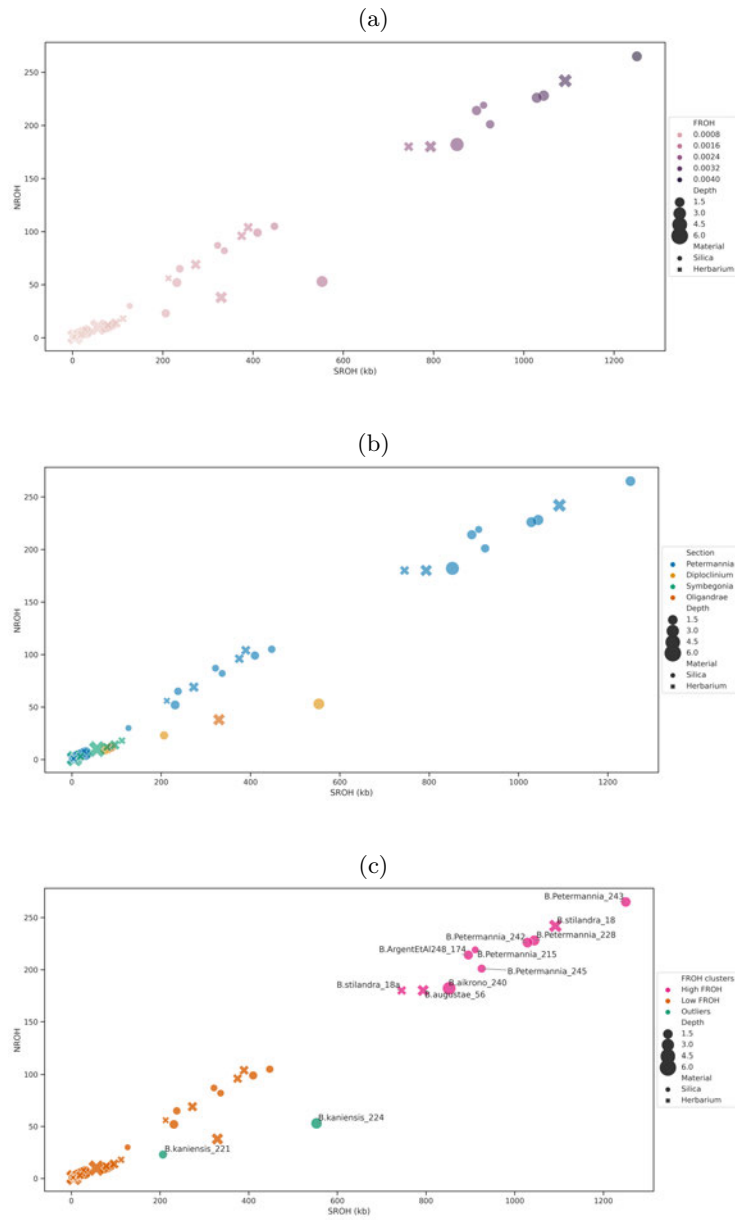 (a)
250
200
150
100
50
0
NROH
0 200 400 600 800 1000 1200
SROH (kb)
FROH
0.0008
0.0016
0.0024
0.0032
0.0040
Depth
1.5
3.0
4.5
6.0
Material
Silica
Herbarium
(b)
250
200
150
100
50
0
NROH
0 200 400 600 800 1000 1200
SROH (kb)
Section
Petermannia
Diploclinium
Symbegonia
Oligandrae
Depth
1.5
3.0
4.5
6.0
Material
Silica
Herbarium
(c)
250
200
150
100
50
0
NROH
B.Petermannia_243
B.stilandra_18
B.Petermannia_242
B.Petermannia_228
B.ArgentEtAl248_174
B.Petermannia_215
B.Petermannia_245
B.stilandra_18a
B.aikrono_240
B.augustae_56
B.kaniensis_224
B.kaniensis_221
0 200 400 600 800 1000 1200
SROH (kb)
FROH clusters
High FROH
Low FROH
Outliers
Depth
1.5
3.0
4.5
6.0
Material
Silica
Herbarium